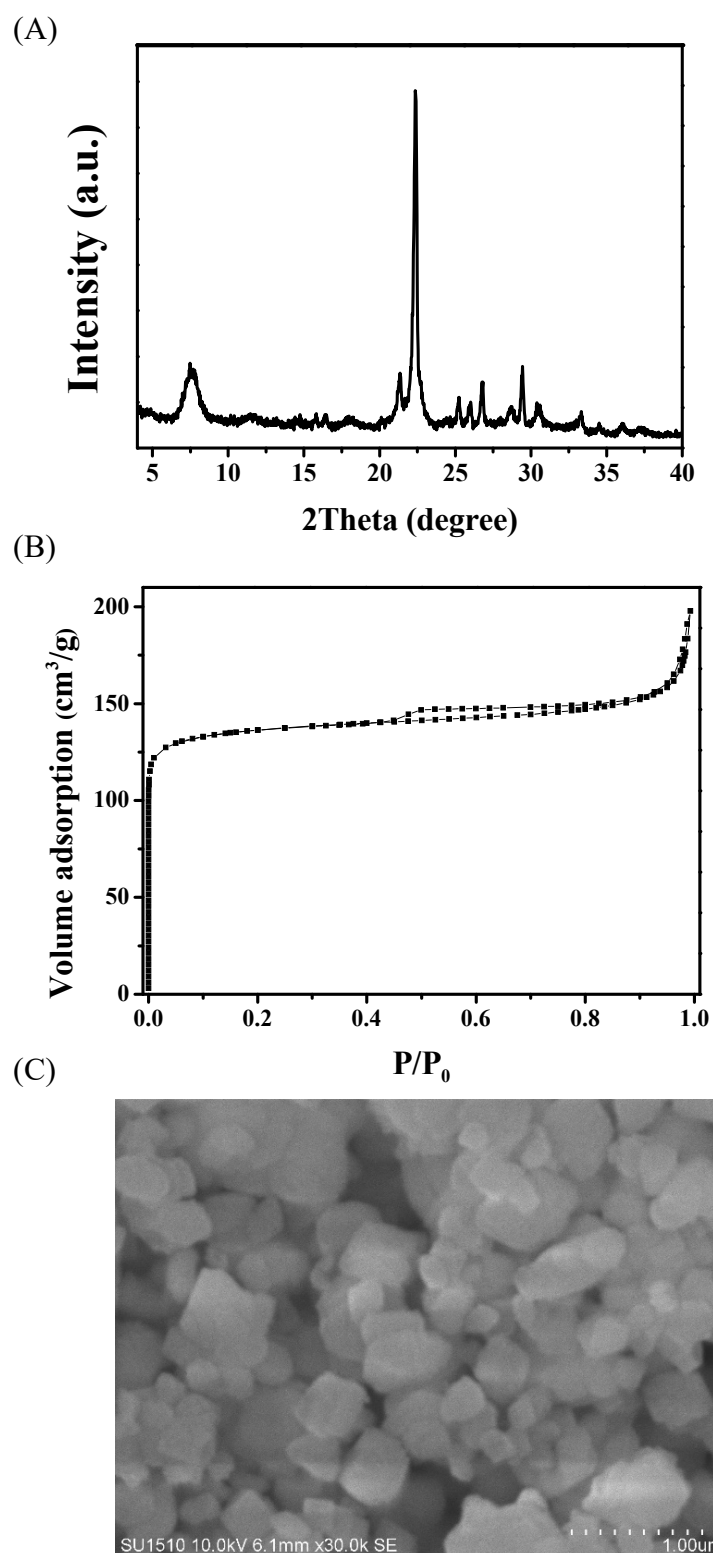 (A)
Intensity (a.u.)
5 10 15 20 25 30 35 40
2Theta (degree)
(B)
Volume adsorption (cm³/g)
200
150
100
50
0
0.0 0.2 0.4 0.6 0.8 1.0
P/P₀
(C)
SU1510 10.0kV 6.1mm x30.0k SE 1.00um